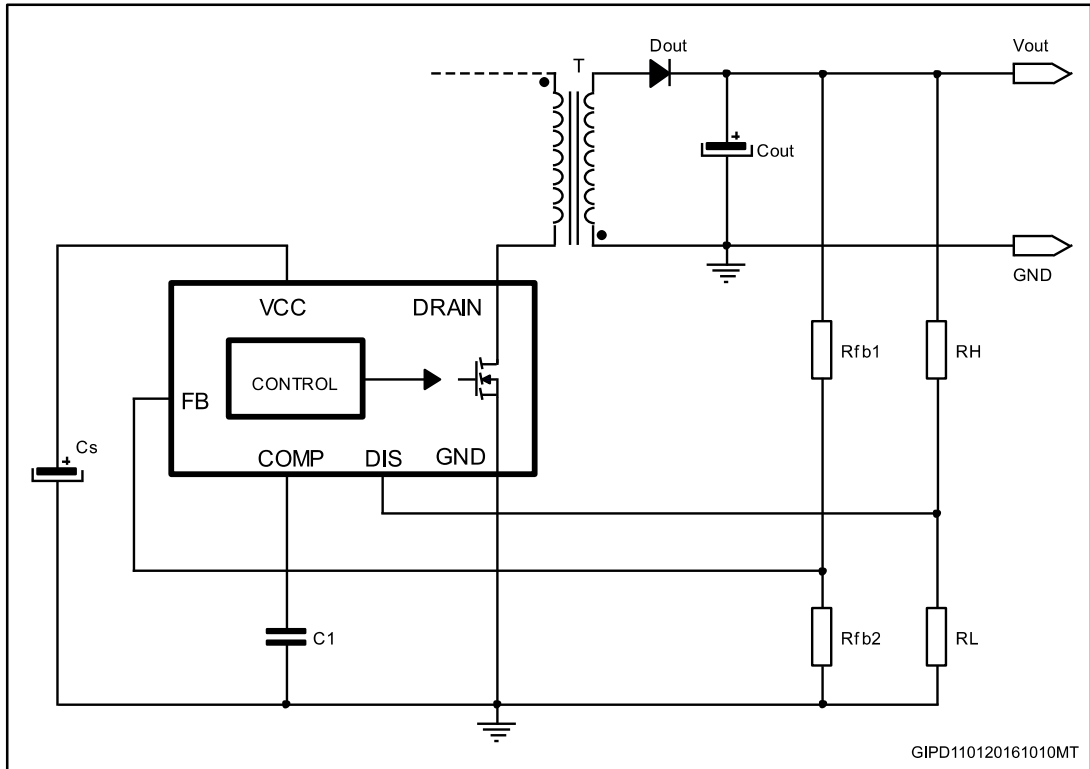 Dout
Vout
T
+
Cout
GND
VCC
DRAIN
CONTROL
FB
Rfb1
RH
Cs
+
COMP
DIS
GND
C1
Rfb2
RL
GIPD110120161010MT